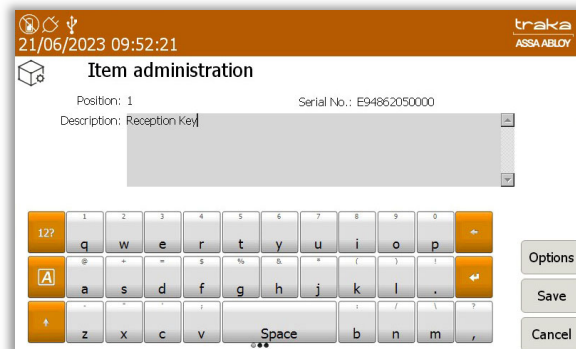 traka
21/06/2023 09:52:21
ASSA ABLOY
Item administration
Position: 1 Serial No.: E94862050000
Description: Reception Key
1 2 3 4 5 6 7 8 9 0
12? q w e r t y u i o p
@ + = $ % & * ( ) !
A a s d f g h j k l .
Options
- " ' ; : / \ ?
z x c v Space b n m ,
Save
Cancel